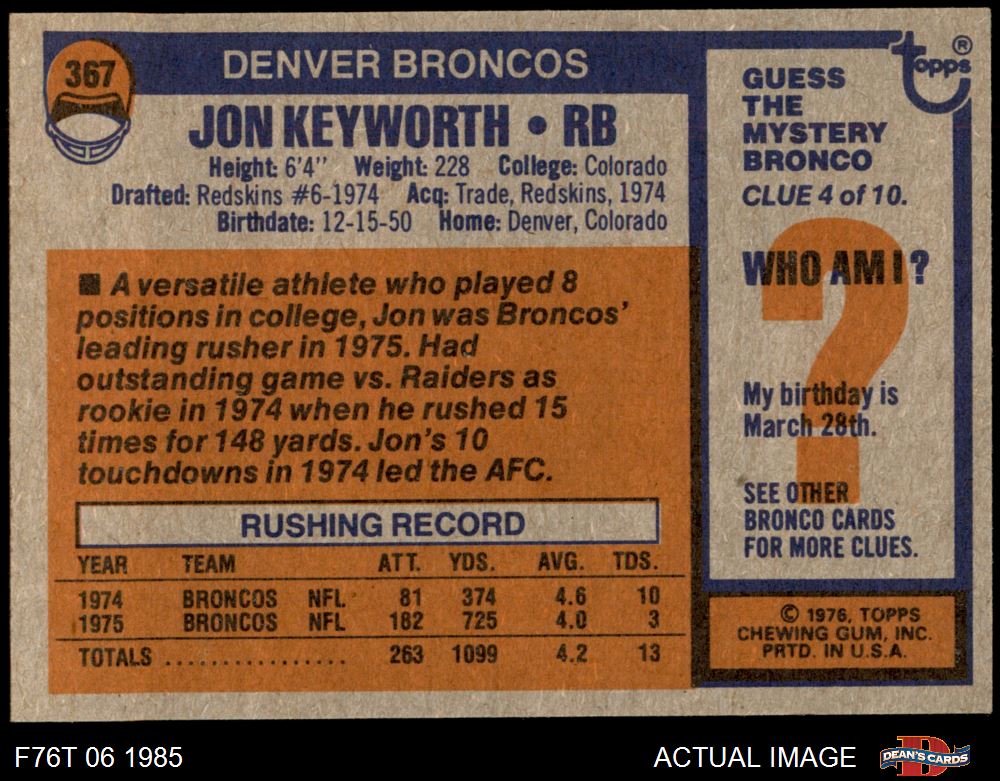 367
DENVER BRONCOS
JON KEYWORTH • RB
Height: 6'4" Weight: 228 College: Colorado
Drafted: Redskins #6-1974 Acq: Trade, Redskins, 1974
Birthdate: 12-15-50 Home: Denver, Colorado
■ A versatile athlete who played 8
positions in college, Jon was Broncos'
leading rusher in 1975. Had
outstanding game vs. Raiders as
rookie in 1974 when he rushed 15
times for 148 yards. Jon's 10
touchdowns in 1974 led the AFC.
RUSHING RECORD
YEAR TEAM ATT. YDS. AVG. TDS.
1974 BRONCOS NFL 81 374 4.6 10
1975 BRONCOS NFL 182 725 4.0 3
TOTALS ................ 263 1099 4.2 13
topps ®
GUESS
THE
MYSTERY
BRONCO
CLUE 4 of 10.
WHO AM I ?
?
My birthday is
March 28th.
SEE OTHER
BRONCO CARDS
FOR MORE CLUES.
© 1976, TOPPS
CHEWING GUM, INC.
PRTD. IN U.S.A.
F76T 06 1985
ACTUAL IMAGE
D
DEAN'S CARDS